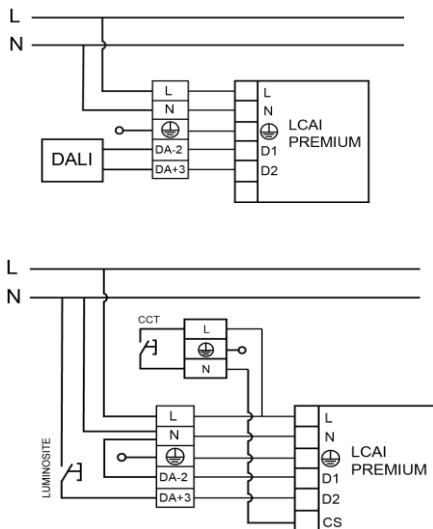 L
N
L
L
N
N
LCAI
PREMIUM
DALI
DA-2
D1
DA+3
D2
L
N
CCT
L
N
L
L
N
N
LCAI
PREMIUM
LUMINOSITE
DA-2
D1
DA+3
D2
CS